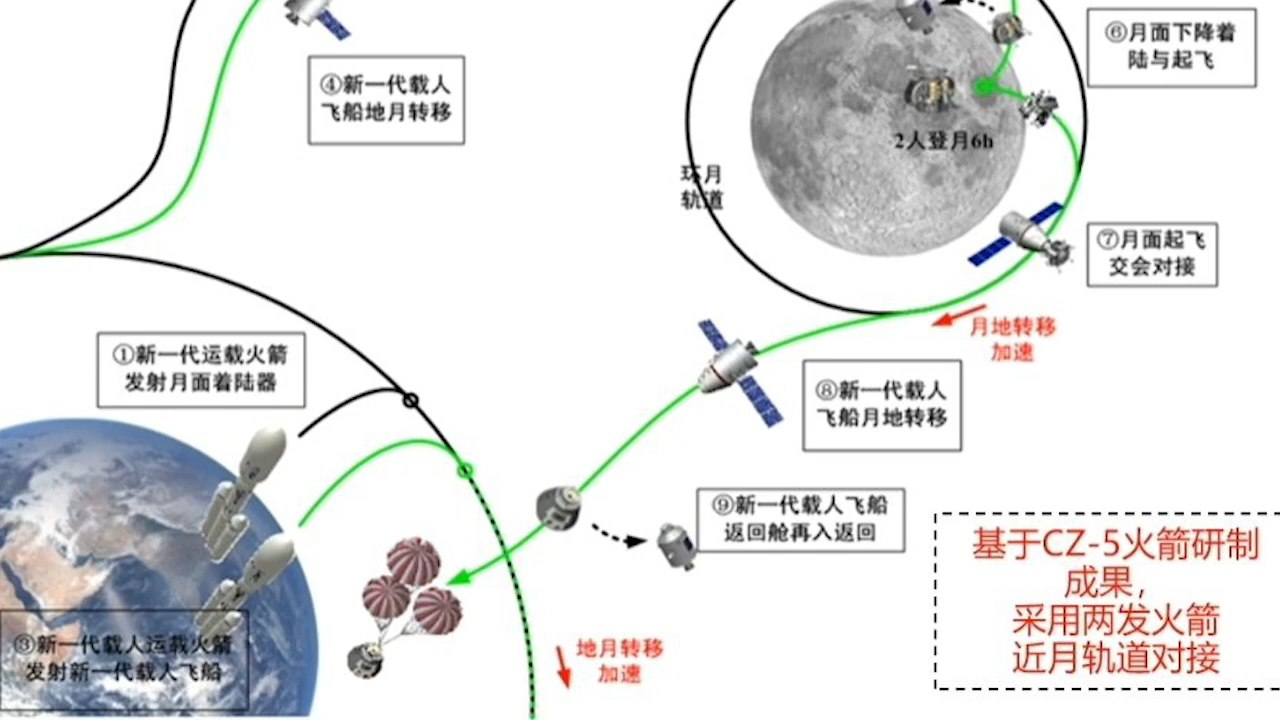 ④新一代载人
飞船地月转移
⑥月面下降着
陆与起飞
2人登月6h
环月
轨道
⑦月面起飞
交会对接
月地转移
加速
①新一代运载火箭
发射月面着陆器
⑧新一代载人
飞船月地转移
⑨新一代载人飞船
返回舱再入返回
基于CZ-5火箭研制
成果，
采用两发火箭
近月轨道对接
③新一代载人运载火箭
发射新一代载人飞船
地月转移
加速